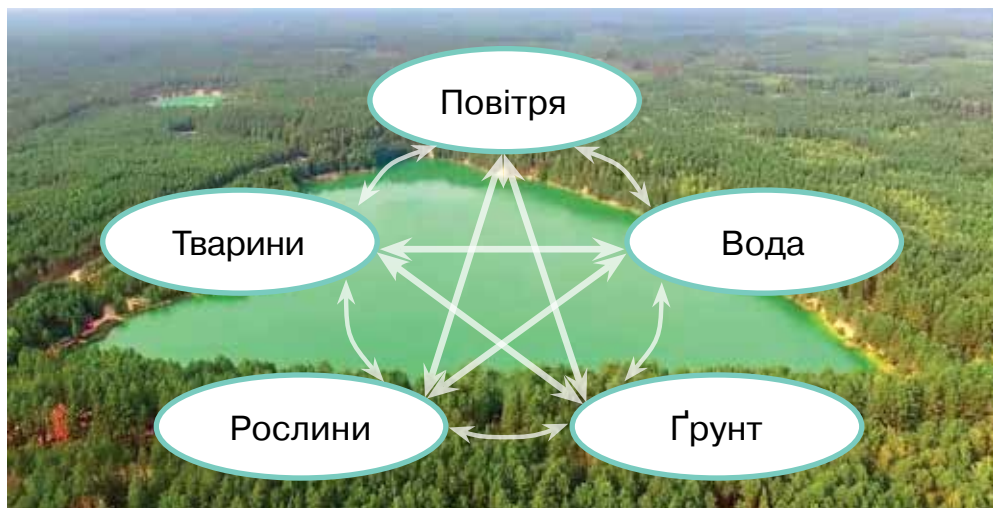 Повітря
Тварини
Вода
Рослини
Ґрунт